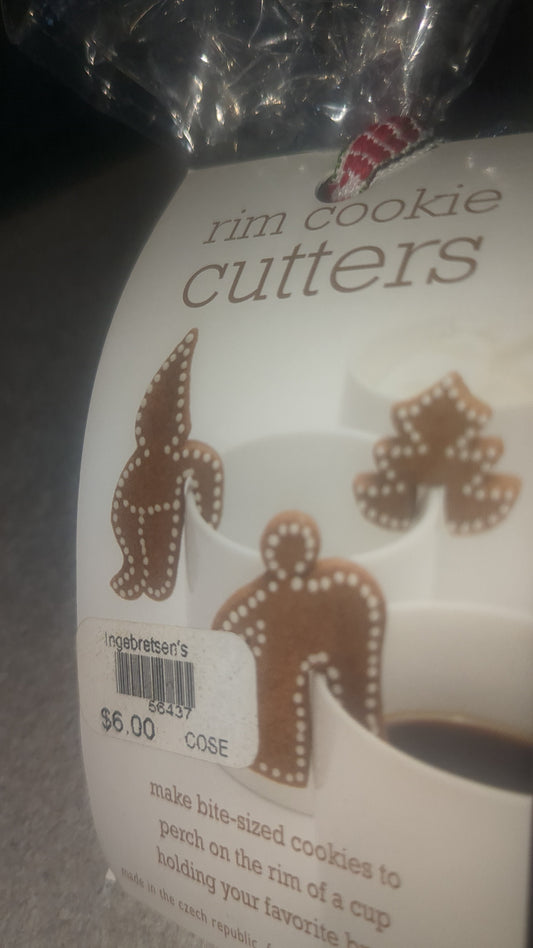 rim cookie
cutters
Ingebretsen's
56437
$6.00 COSE
make bite-sized cookies to
perch on the rim of a cup
holding your favorite
made in the czech republic